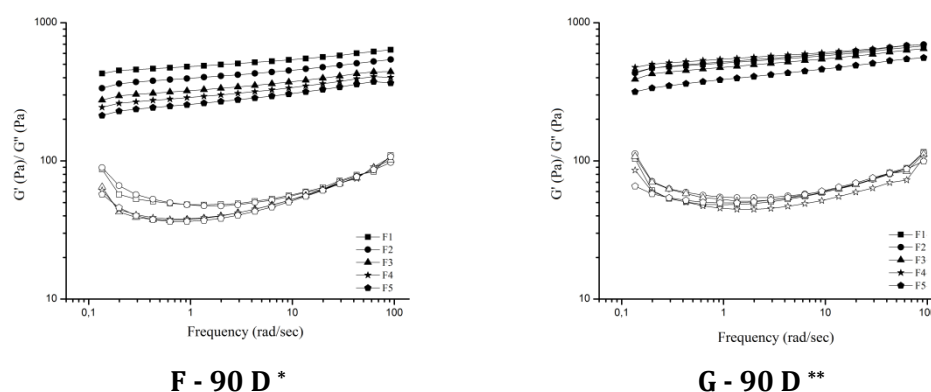 1000
100
10
G' (Pa)/ G'' (Pa)
0,1
1
10
100
Frequency (rad/sec)
F1
F2
F3
F4
F5
F - 90 D *
1000
100
10
G' (Pa)/ G'' (Pa)
0,1
1
10
100
Frequency (rad/sec)
F1
F2
F3
F4
F5
G - 90 D **